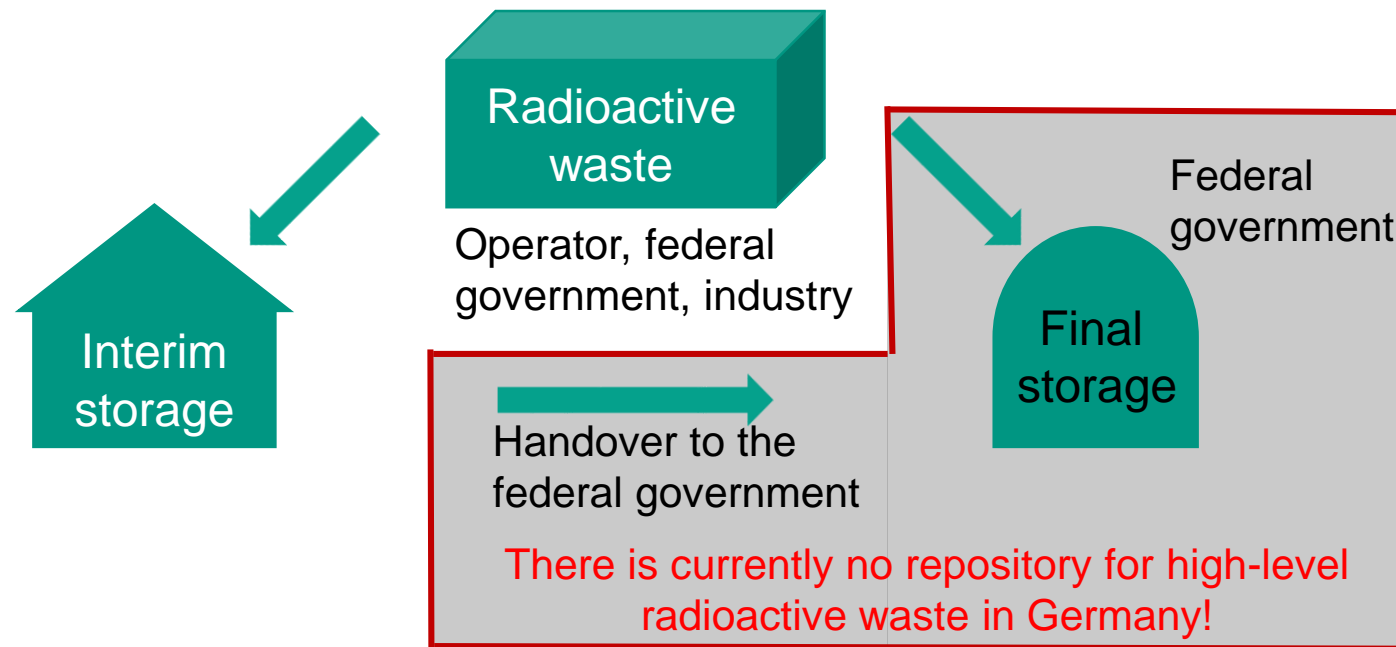 Radioactive
waste
Operator, federal
government, industry
Federal
government
Interim
storage
Final
storage
Handover to the
federal government
There is currently no repository for high-level
radioactive waste in Germany!